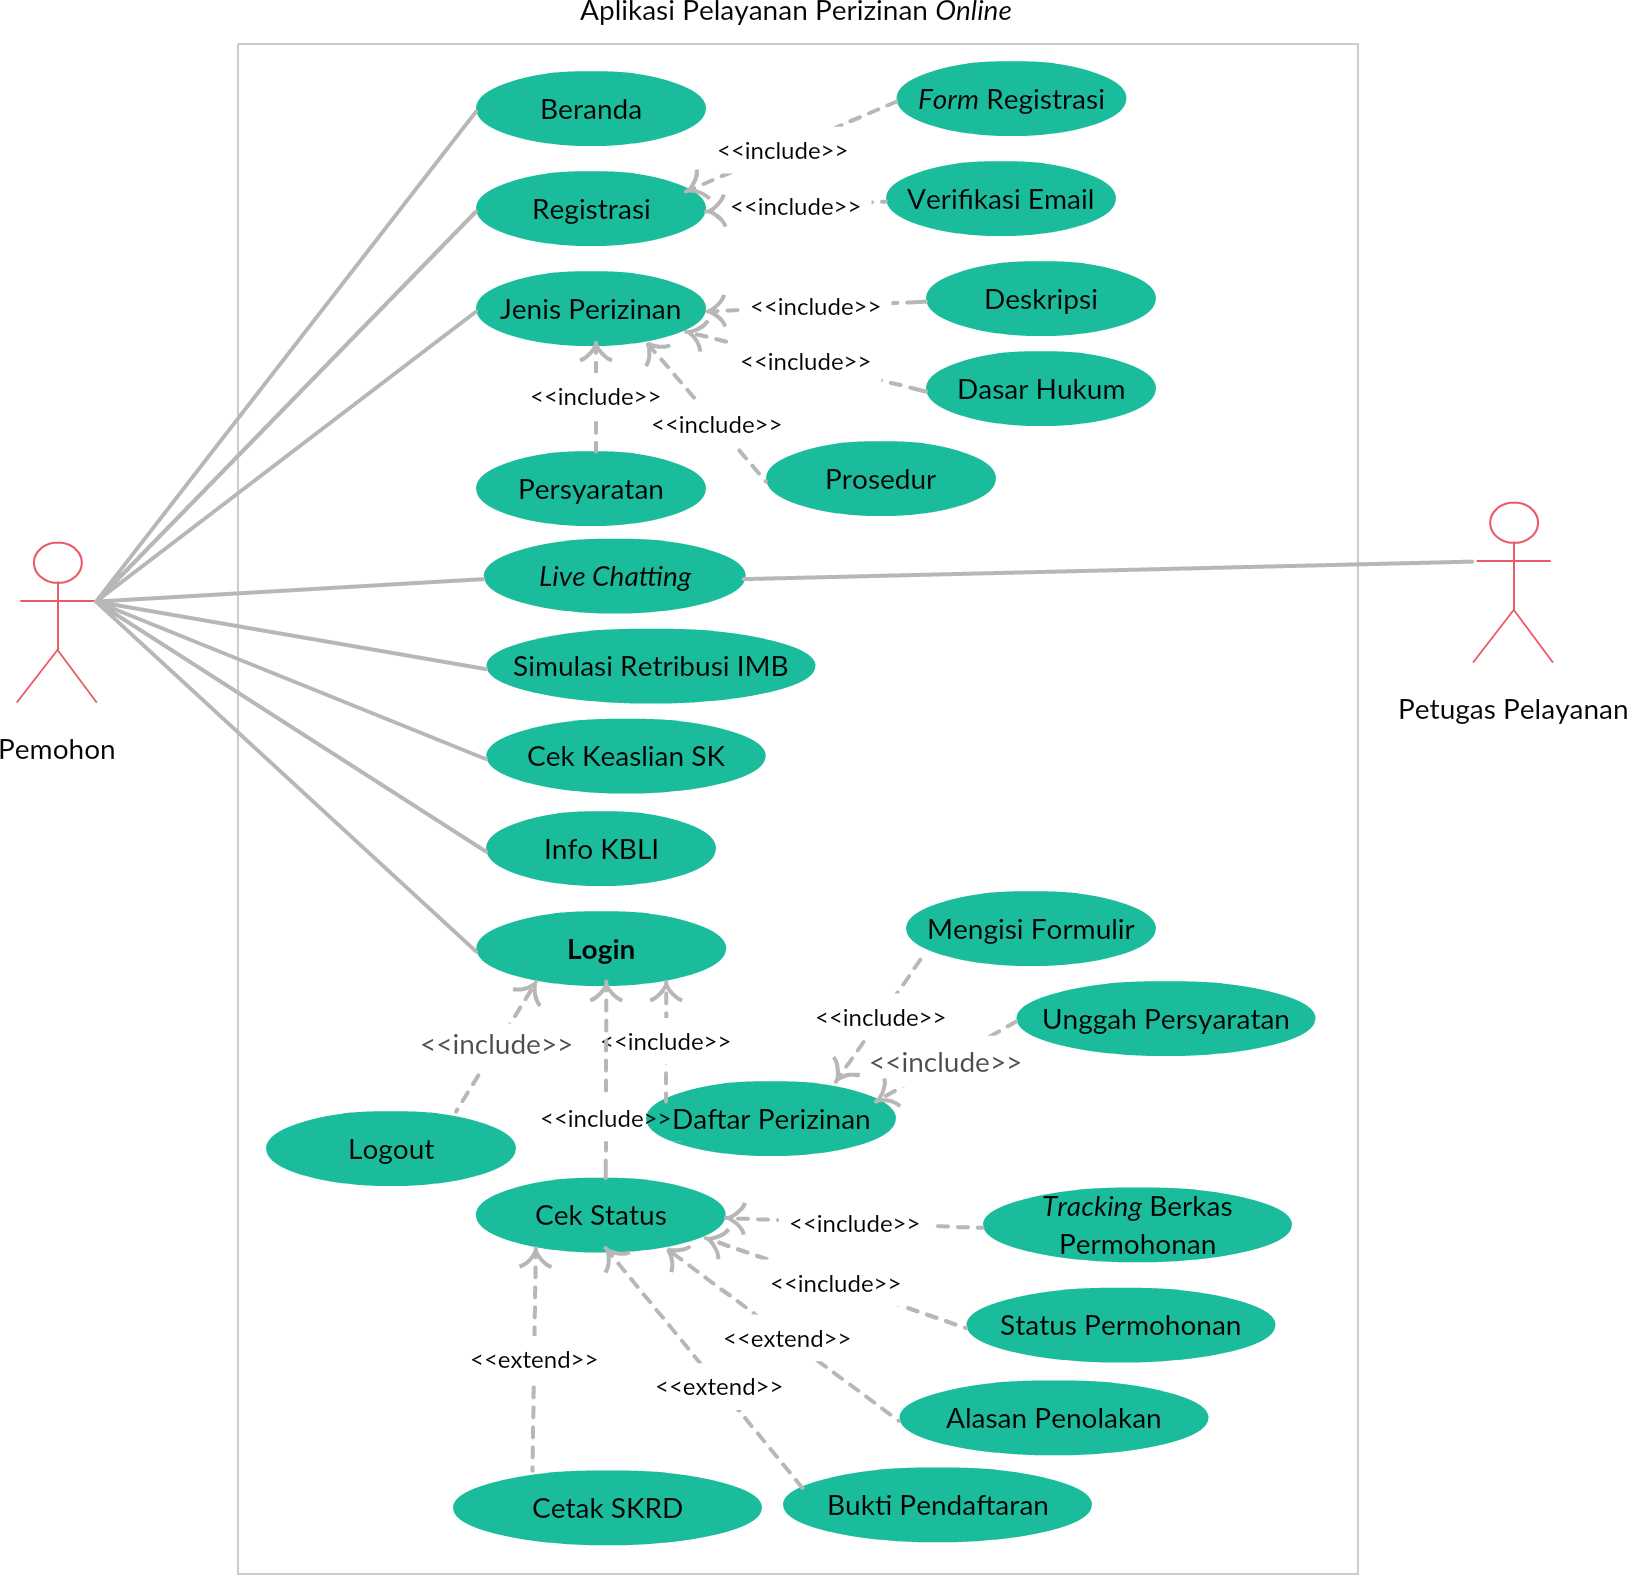 Aplikasi Pelayanan Perizinan Online
Beranda
Form Registrasi
<<include>>
Registrasi
<<include>>
Verifikasi Email
Jenis Perizinan
<<include>>
Deskripsi
<<include>>
Dasar Hukum
<<include>>
<<include>>
Persyaratan
Prosedur
Live Chatting
Simulasi Retribusi IMB
Petugas Pelayanan
Pemohon
Cek Keaslian SK
Info KBLI
Login
Mengisi Formulir
<<include>>
Unggah Persyaratan
<<include>>
<<include>>
<<include>>
<<include>>
Daftar Perizinan
Logout
Cek Status
<<include>>
Tracking Berkas
Permohonan
<<include>>
Status Permohonan
<<extend>>
<<extend>>
<<extend>>
Alasan Penolakan
Cetak SKRD
Bukti Pendaftaran